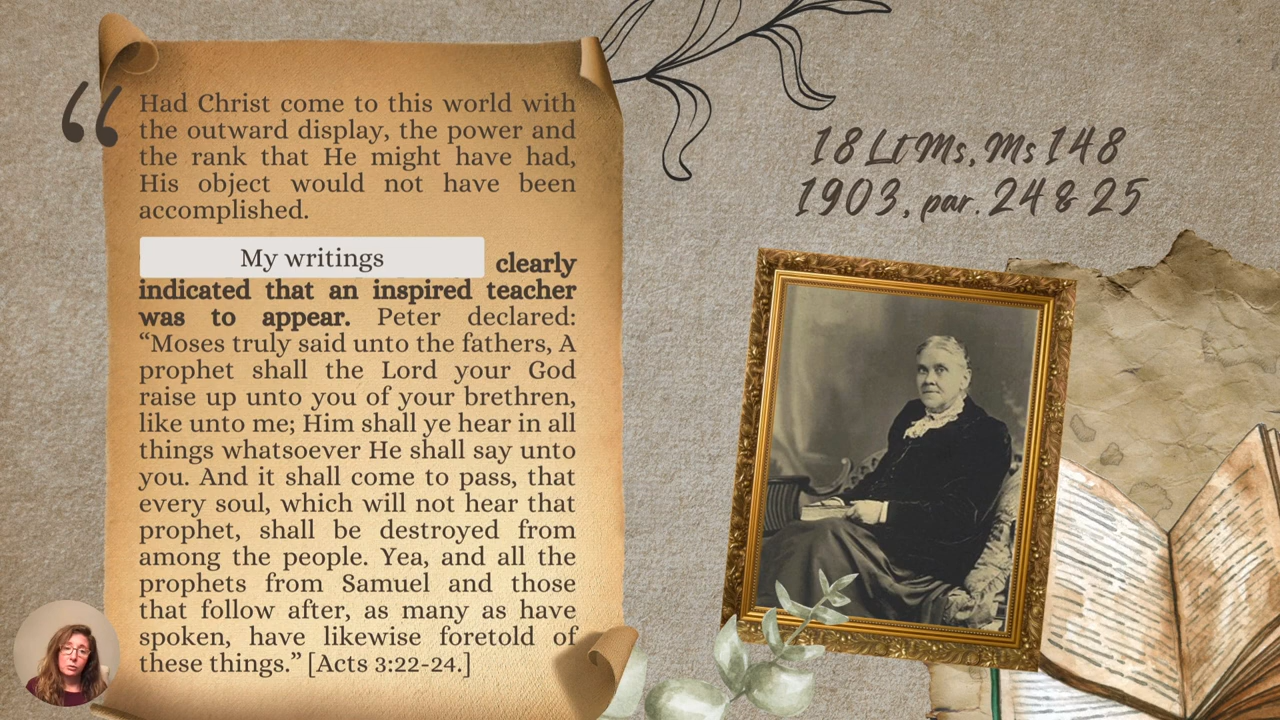 Had Christ come to this world with
the outward display, the power and
the rank that He might have had,
His object would not have been
accomplished.
My writings clearly
indicated that an inspired teacher
was to appear. Peter declared:
“Moses truly said unto the fathers, A
prophet shall the Lord your God
raise up unto you of your brethren,
like unto me; Him shall ye hear in all
things whatsoever He shall say unto
you. And it shall come to pass, that
every soul, which will not hear that
prophet, shall be destroyed from
among the people. Yea, and all the
prophets from Samuel and those
that follow after, as many as have
spoken, have likewise foretold of
these things.” [Acts 3:22-24.]
18 Lt Ms, Ms 148
1903, par. 24 & 25